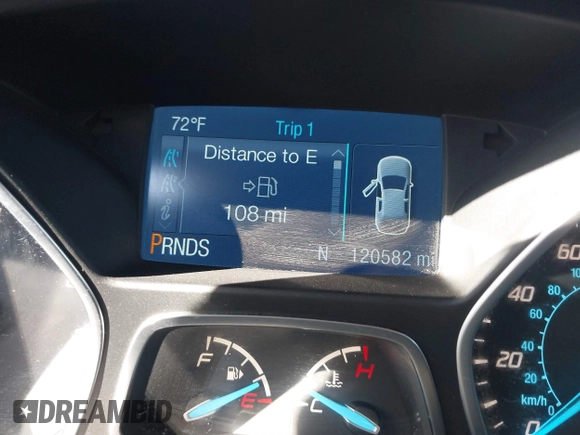 72°F
Trip 1
Distance to E
108 mi
PRNDS
N
120582 mi
F
E
H
C
60
40
20
0
100
80
60
40
20
km/h
0
DREAMBID